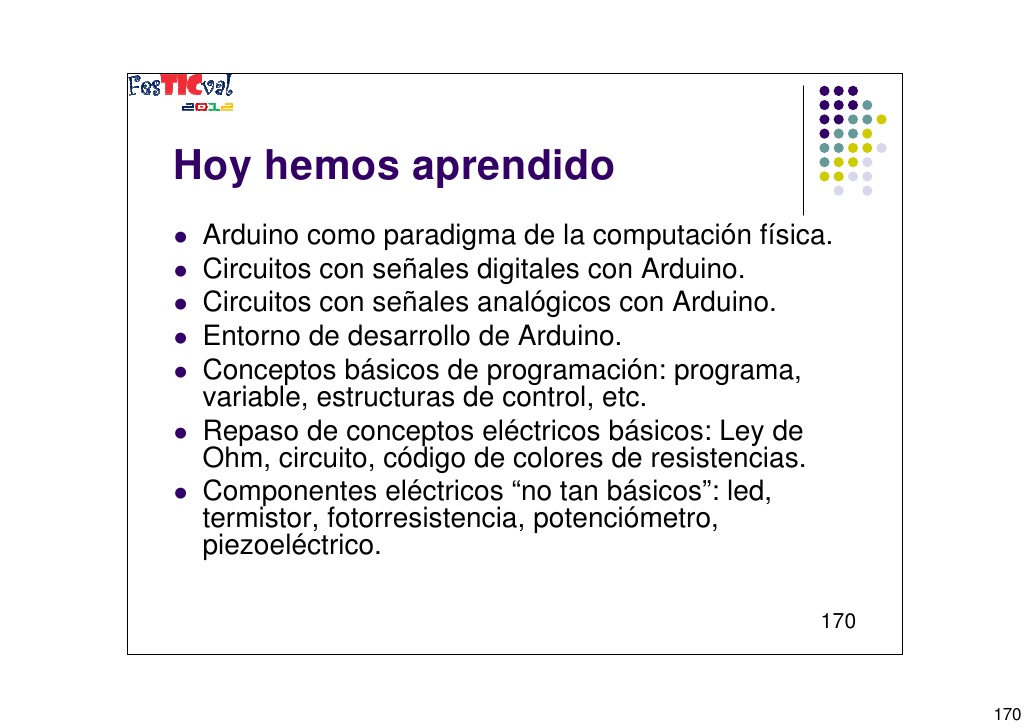 FesTICval
2012
Hoy hemos aprendido
● Arduino como paradigma de la computación física.
● Circuitos con señales digitales con Arduino.
● Circuitos con señales analógicos con Arduino.
● Entorno de desarrollo de Arduino.
● Conceptos básicos de programación: programa,
variable, estructuras de control, etc.
● Repaso de conceptos eléctricos básicos: Ley de
Ohm, circuito, código de colores de resistencias.
● Componentes eléctricos “no tan básicos”: led,
termistor, fotorresistencia, potenciómetro,
piezoeléctrico.
170
170